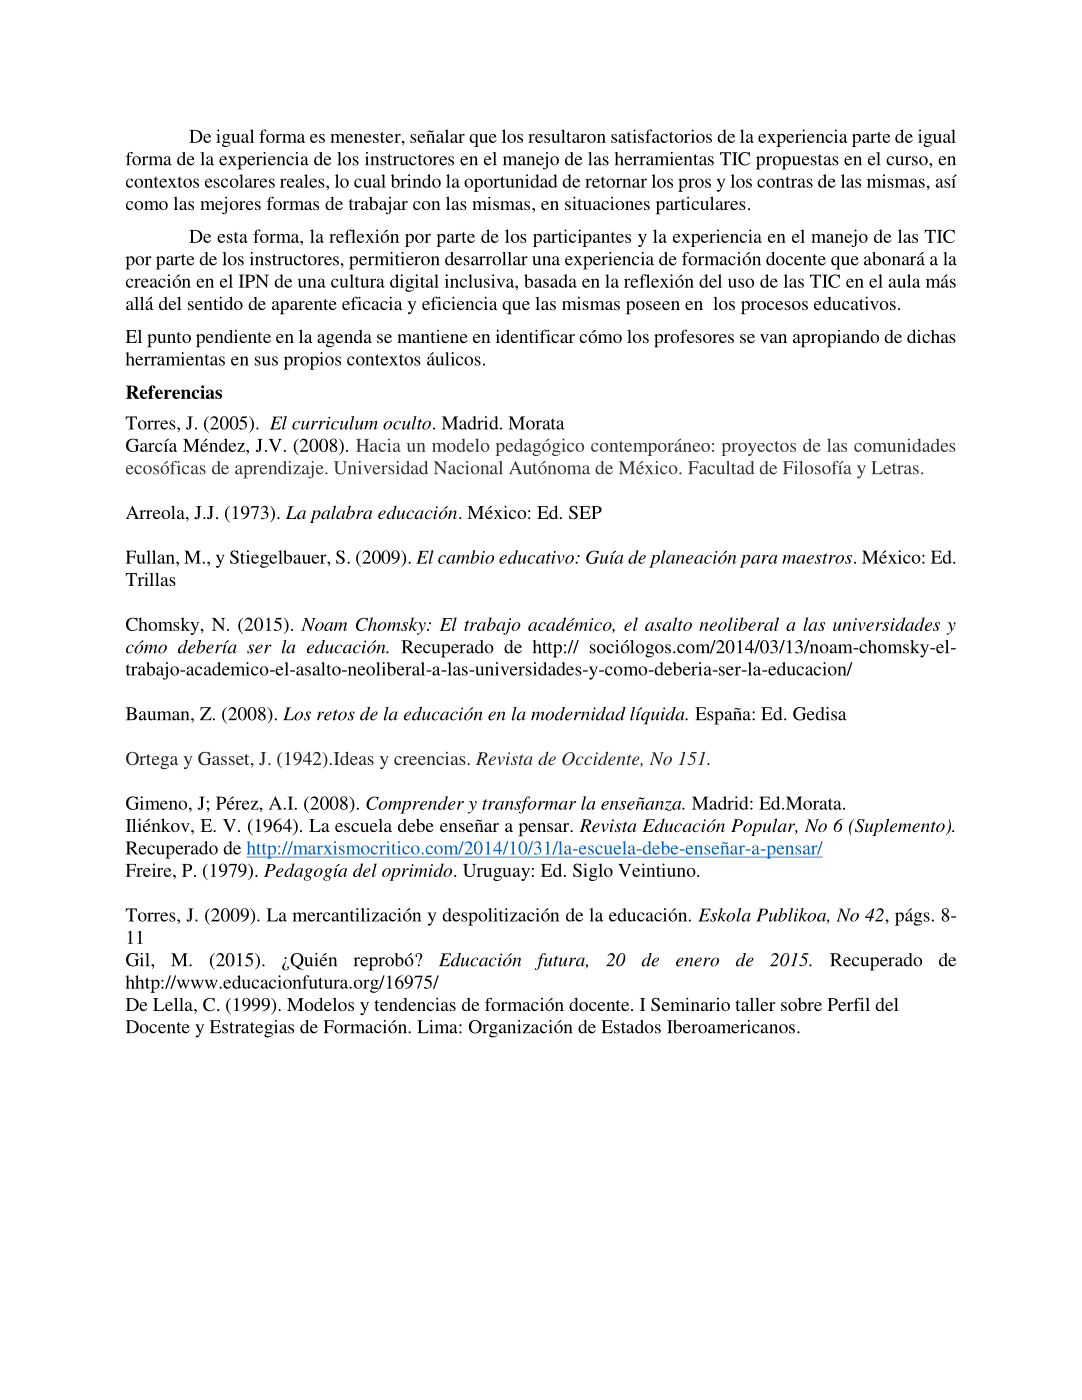 De igual forma es menester, señalar que los resultaron satisfactorios de la experiencia parte de igual
forma de la experiencia de los instructores en el manejo de las herramientas TIC propuestas en el curso, en
contextos escolares reales, lo cual brindo la oportunidad de retornar los pros y los contras de las mismas, así
como las mejores formas de trabajar con las mismas, en situaciones particulares.
De esta forma, la reflexión por parte de los participantes y la experiencia en el manejo de las TIC
por parte de los instructores, permitieron desarrollar una experiencia de formación docente que abonará a la
creación en el IPN de una cultura digital inclusiva, basada en la reflexión del uso de las TIC en el aula más
allá del sentido de aparente eficacia y eficiencia que las mismas poseen en  los procesos educativos.
El punto pendiente en la agenda se mantiene en identificar cómo los profesores se van apropiando de dichas
herramientas en sus propios contextos áulicos.
Referencias
Torres, J. (2005).  El curriculum oculto. Madrid. Morata
García Méndez, J.V. (2008). Hacia un modelo pedagógico contemporáneo: proyectos de las comunidades
ecosóficas de aprendizaje. Universidad Nacional Autónoma de México. Facultad de Filosofía y Letras.
Arreola, J.J. (1973). La palabra educación. México: Ed. SEP
Fullan, M., y Stiegelbauer, S. (2009). El cambio educativo: Guía de planeación para maestros. México: Ed.
Trillas
Chomsky, N. (2015). Noam Chomsky: El trabajo académico, el asalto neoliberal a las universidades y
cómo debería ser la educación. Recuperado de http:// sociólogos.com/2014/03/13/noam-chomsky-el-
trabajo-academico-el-asalto-neoliberal-a-las-universidades-y-como-deberia-ser-la-educacion/
Bauman, Z. (2008). Los retos de la educación en la modernidad líquida. España: Ed. Gedisa
Ortega y Gasset, J. (1942).Ideas y creencias. Revista de Occidente, No 151.
Gimeno, J; Pérez, A.I. (2008). Comprender y transformar la enseñanza. Madrid: Ed.Morata.
Iliénkov, E. V. (1964). La escuela debe enseñar a pensar. Revista Educación Popular, No 6 (Suplemento).
Recuperado de http://marxismocritico.com/2014/10/31/la-escuela-debe-enseñar-a-pensar/
Freire, P. (1979). Pedagogía del oprimido. Uruguay: Ed. Siglo Veintiuno.
Torres, J. (2009). La mercantilización y despolitización de la educación. Eskola Publikoa, No 42, págs. 8-
11
Gil, M. (2015). ¿Quién reprobó? Educación futura, 20 de enero de 2015. Recuperado de
hhtp://www.educacionfutura.org/16975/
De Lella, C. (1999). Modelos y tendencias de formación docente. I Seminario taller sobre Perfil del
Docente y Estrategias de Formación. Lima: Organización de Estados Iberoamericanos.